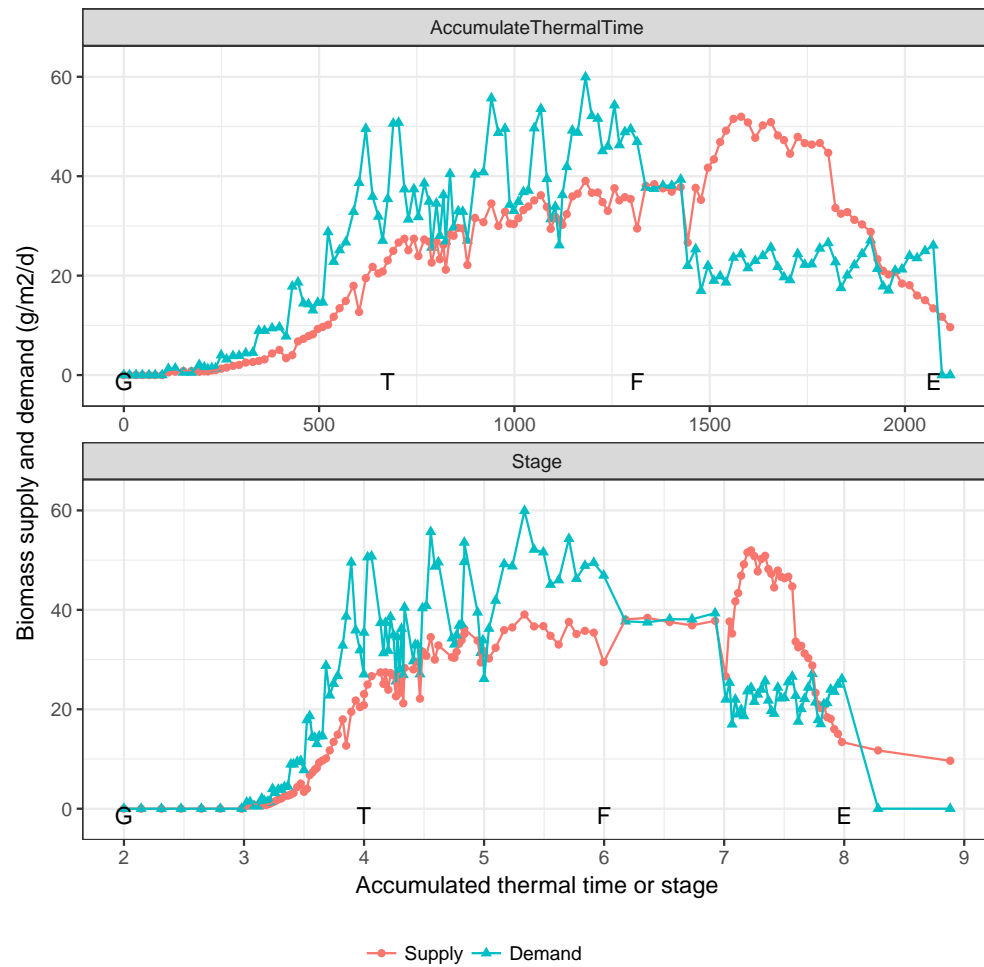 AccumulateThermalTime
60
40
20
0
G T F E
0 500 1000 1500 2000
Stage
60
40
20
0
G T F E
2 3 4 5 6 7 8 9
Biomass supply and demand (g/m2/d)
Accumulated thermal time or stage
Supply Demand